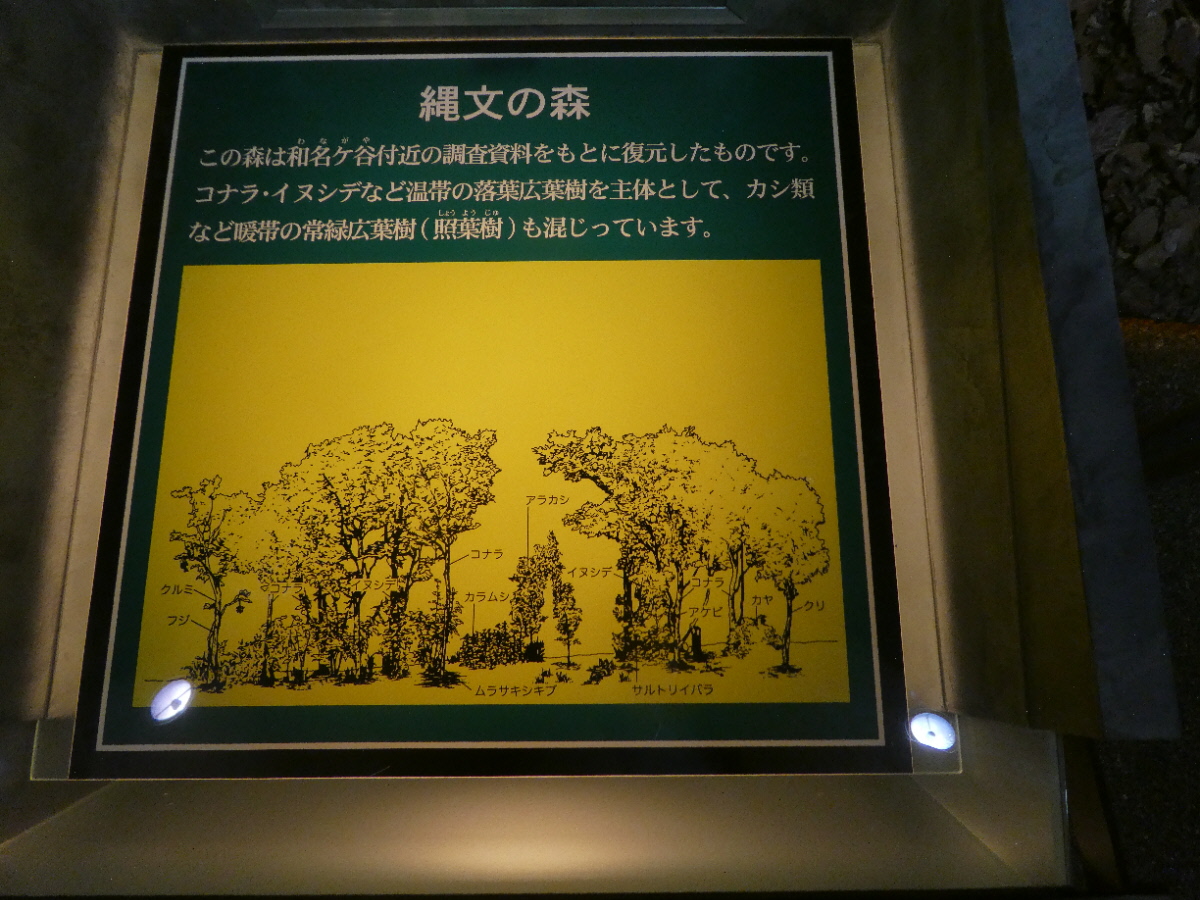 縄文の森
わながや
この森は和名ケ谷付近の調査資料をもとに復元したものです。
コナラ・イヌシデなど温帯の落葉広葉樹を主体として、カシ類
しょうようじゅ
など暖帯の常緑広葉樹(照葉樹)も混じっています。
アラカシ
コナラ
イヌシデ
クルミ
コナラ
イヌシデ
コナラ
カラムシ
アケビ
カヤ
クリ
フジ
ムラサキシキブ
サルトリイバラ